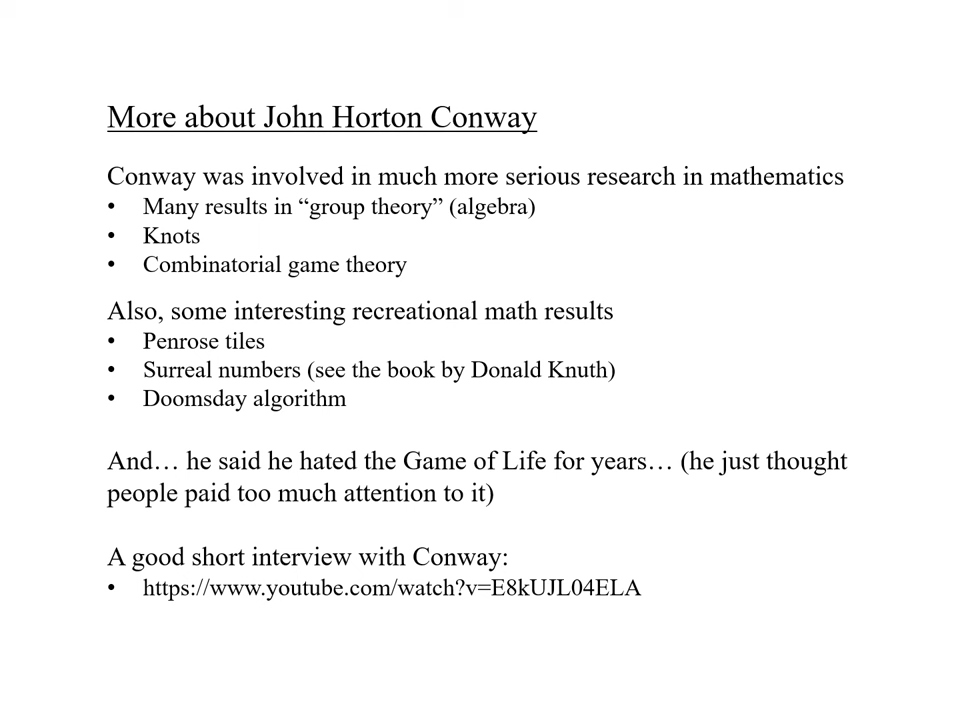 More about John Horton Conway
Conway was involved in much more serious research in mathematics
• Many results in “group theory” (algebra)
• Knots
• Combinatorial game theory
Also, some interesting recreational math results
• Penrose tiles
• Surreal numbers (see the book by Donald Knuth)
• Doomsday algorithm
And… he said he hated the Game of Life for years… (he just thought
people paid too much attention to it)
A good short interview with Conway:
• https://www.youtube.com/watch?v=E8kUJL04ELA